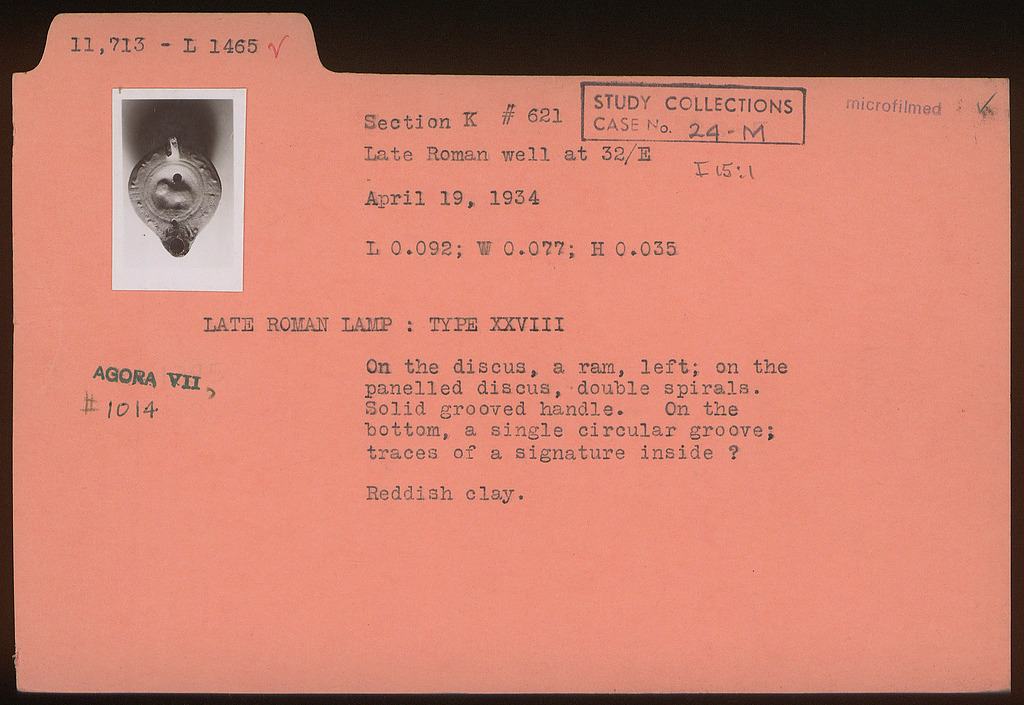 11,713 - L 1465 ✓
Section K # 621
STUDY COLLECTIONS
CASE No. 24-M
microfilmed : ✓
Late Roman well at 32/E
I 15:1
April 19, 1934
L 0.092; W 0.077; H 0.035
LATE ROMAN LAMP : TYPE XXVIII
AGORA VII,
# 1014
On the discus, a ram, left; on the
panelled discus, double spirals.
Solid grooved handle. On the
bottom, a single circular groove;
traces of a signature inside ?
Reddish clay.